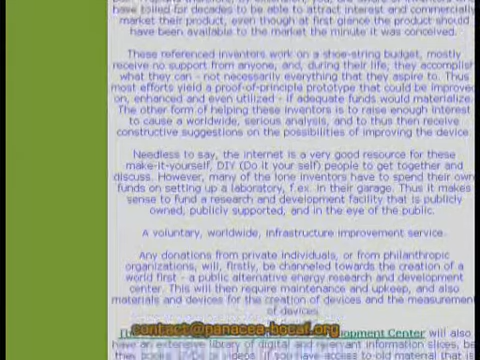 have toiled for decades to be able to attract interest and commercially
market their product, even though at first glance the product should
have been available to the market the minute it was conceived.
These referenced inventors work on a shoe-string budget, mostly
receive no support from anyone, and, during their life, they accomplish
what they can - not necessarily everything that they aspire to. Thus
most efforts yield a proof-of-principle prototype that could be improved
on, enhanced and even utilized - if adequate funds would materialize.
The other form of helping these inventors is to raise enough interest
to cause a worldwide, serious analysis, and to thus then receive
constructive suggestions on the possibilities of improving the device.
Needless to say, the internet is a very good resource for these
make-it-yourself, DIY (Do it your self) people to get together and
discuss. However, many of the lone inventors have to spend their own
funds on setting up a laboratory, f.ex. in their garage. Thus it makes
sense to fund a research and development facility that is publicly
owned, publicly supported, and in the eye of the public.
A voluntary, worldwide, infrastructure improvement service.
Any donations from private individuals, or from philanthropic
organizations, will, firstly, be channeled towards the creation of a
world first - a public alternative energy research and development
center. This will then require maintenance and upkeep, and also
materials and devices for the creation of devices and the measurement
of devices
contact@panacea-bocaf.org
Development Center will also
have an extensive library of digital and relevant information slices, be
they books, or videos (if you have access to old material that is